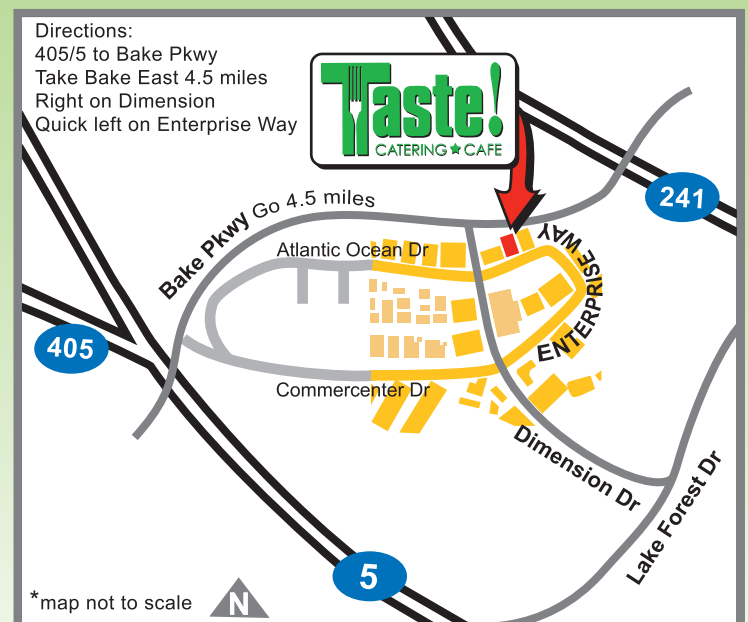 Directions:
405/5 to Bake Pkwy
Take Bake East 4.5 miles
Right on Dimension
Quick left on Enterprise Way
Taste!
CATERING★CAFE
241
Bake Pkwy Go 4.5 miles
Atlantic Ocean Dr
ENTERPRISE WAY
405
Commercenter Dr
Dimension Dr
Lake Forest Dr
5
*map not to scale
N